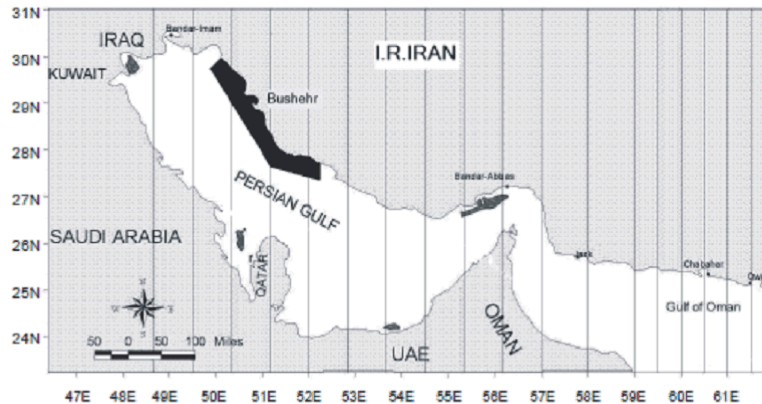 31N
30N
29N
28N
27N
26N
25N
24N
IRAQ
Bandar-Imam
KUWAIT
I.R.IRAN
Bushehr
PERSIAN GULF
Bandar-Abbas
SAUDI ARABIA
QATAR
Jask
Chabahar
Gulf of Oman
OMAN
UAE
50 0 50 100 Miles
47E 48E 49E 50E 51E 52E 53E 54E 55E 56E 57E 58E 59E 60E 61E